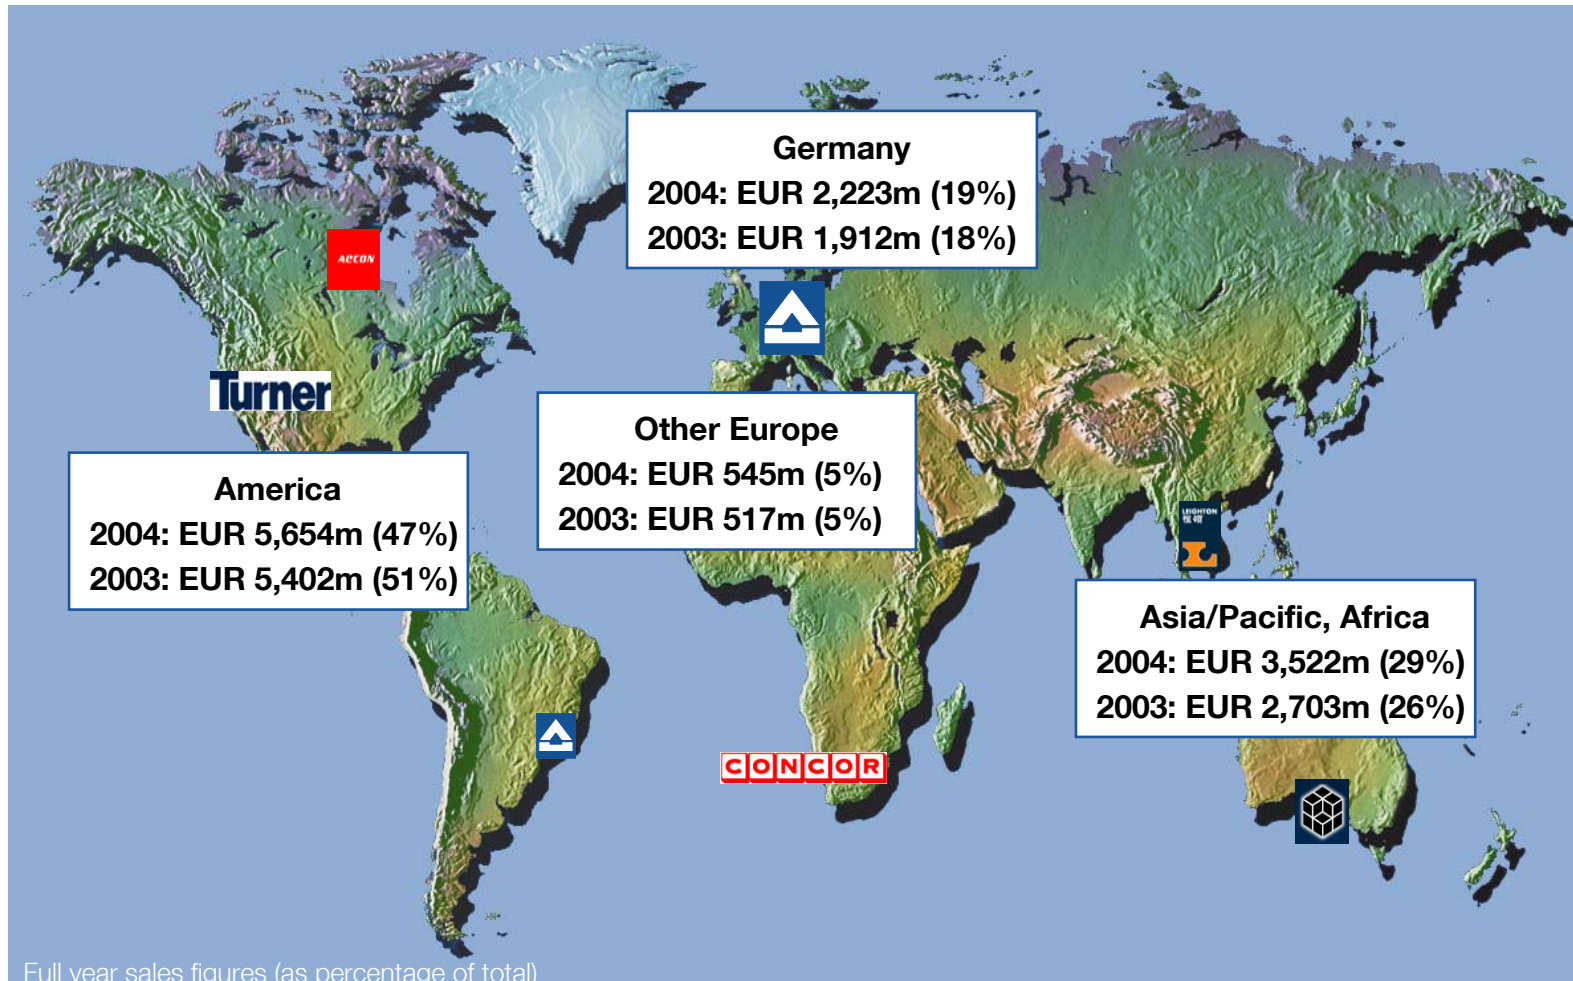 Germany
2004: EUR 2,223m (19%)
2003: EUR 1,912m (18%)
AECON
Turner
Other Europe
2004: EUR 545m (5%)
2003: EUR 517m (5%)
America
2004: EUR 5,654m (47%)
2003: EUR 5,402m (51%)
LEIGHTON
Asia/Pacific, Africa
2004: EUR 3,522m (29%)
2003: EUR 2,703m (26%)
CONCOR
Full year sales figures (as percentage of total)